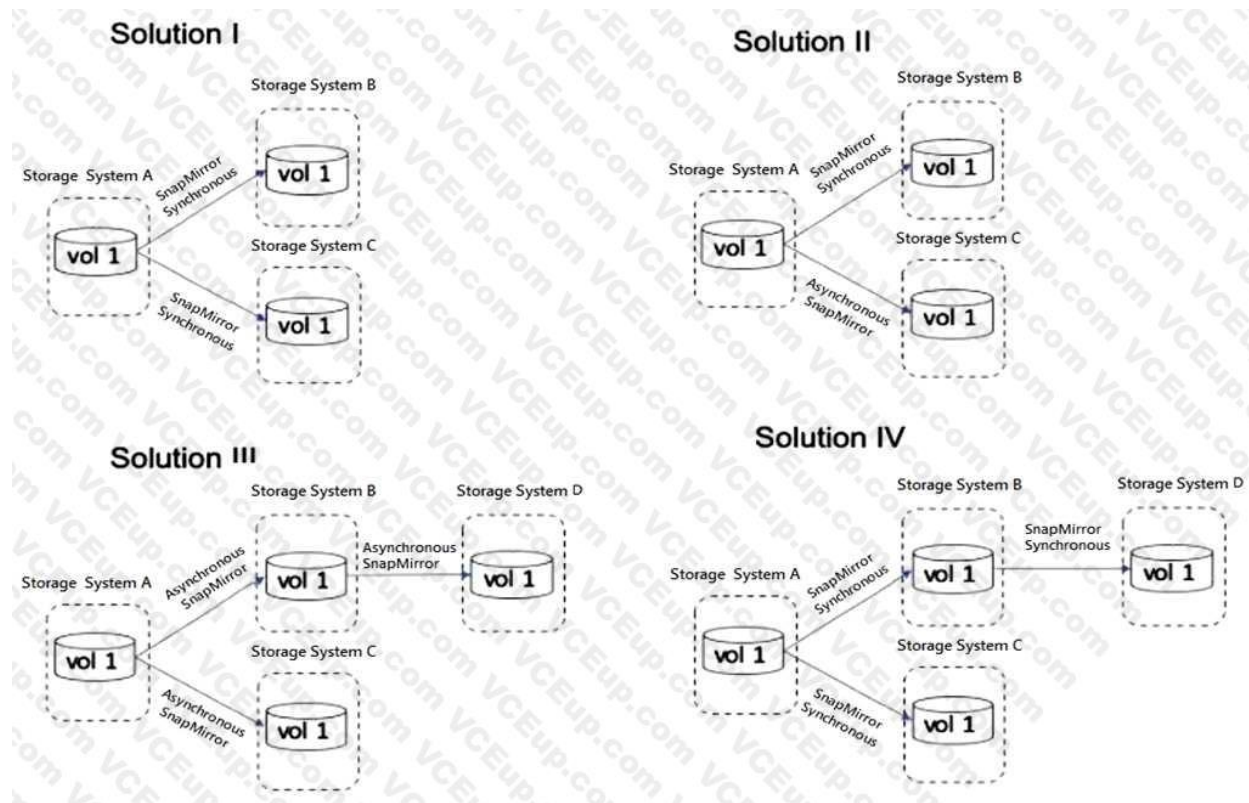 Solution I
Storage System B
vol 1
Storage System A
vol 1
SnapMirror
Synchronous
Storage System C
vol 1
SnapMirror
Synchronous
Solution II
Storage System B
vol 1
Storage System A
vol 1
SnapMirror
Synchronous
Storage System C
vol 1
Asynchronous
SnapMirror
Solution III
Storage System B
vol 1
Storage System D
vol 1
Asynchronous
SnapMirror
Storage System A
vol 1
Asynchronous
SnapMirror
Storage System C
vol 1
Asynchronous
SnapMirror
Solution IV
Storage System B
vol 1
Storage System D
vol 1
SnapMirror
Synchronous
Storage System A
vol 1
SnapMirror
Synchronous
Storage System C
vol 1
SnapMirror
Synchronous
VCEup.com